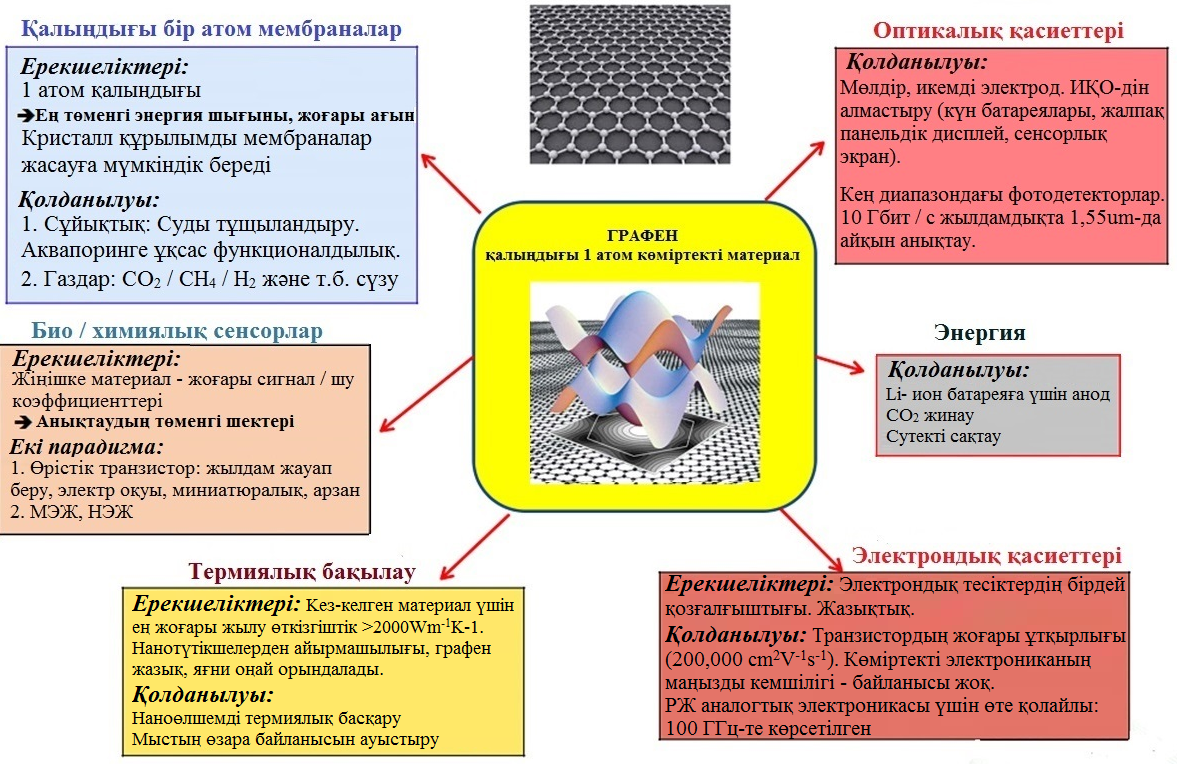 Қалыңдығы бір атом мембраналар
Ерекшеліктері:
1 атом қалыңдығы
➔Ең төменгі энергия шығыны, жоғары ағын
Кристалл құрылымды мембраналар
жасауға мүмкіндік береді
Қолданылуы:
1. Сұйықтық: Суды тұщыландыру.
Аквапоринге ұқсас функционалдылық.
2. Газдар: CO₂ / CH₄ / H₂ және т.б. сүзу
Оптикалық қасиеттері
Қолданылуы:
Мөлдір, икемді электрод. ИҚО-дін
алмастыру (күн батареялары, жалпақ
панельдік дисплей, сенсорлық
экран).
Кең диапазондағы фотодетекторлар.
10 Гбит / с жылдамдықта 1,55um-да
айқын анықтау.
ГРАФЕН
қалыңдығы 1 атом көміртекті материал
Био / химиялық сенсорлар
Ерекшеліктері:
Жіңішке материал - жоғары сигнал / шу
коэффициенттері
➔ Анықтаудың төменгі шектері
Екі парадигма:
1. Өрістік транзистор: жылдам жауап
беру, электр оқуы, миниатюралық, арзан
2. МЭЖ, НЭЖ
Энергия
Қолданылуы:
Li- ион батареяға үшін анод
CO₂ жинау
Сутекті сақтау
Термиялық бақылау
Ерекшеліктері: Кез-келген материал үшін
ең жоғары жылу өткізгіштік >2000Wm⁻¹K-1.
Нанотүтікшелерден айырмашылығы, графен
жазық, яғни оңай орындалады.
Қолданылуы:
Наноөлшемді термиялық басқару
Мыстың өзара байланысын ауыстыру
Электрондық қасиеттері
Ерекшеліктері: Электрондық тесіктердің бірдей
қозғалғыштығы. Жазықтық.
Қолданылуы: Транзистордың жоғары ұтқырлығы
(200,000 cm²V⁻¹s⁻¹). Көміртекті электрониканың
маңызды кемшілігі - байланысы жоқ.
РЖ аналогтық электроникасы үшін өте қолайлы:
100 ГГц-те көрсетілген